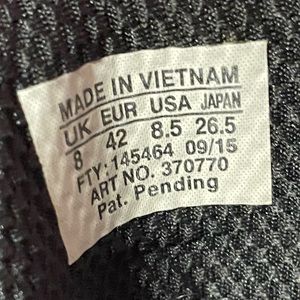 MADE IN VIETNAM
UK EUR USA JAPAN
8 42 8.5 26.5
FTY:145464 09/15
ART NO. 370770
Pat. Pending